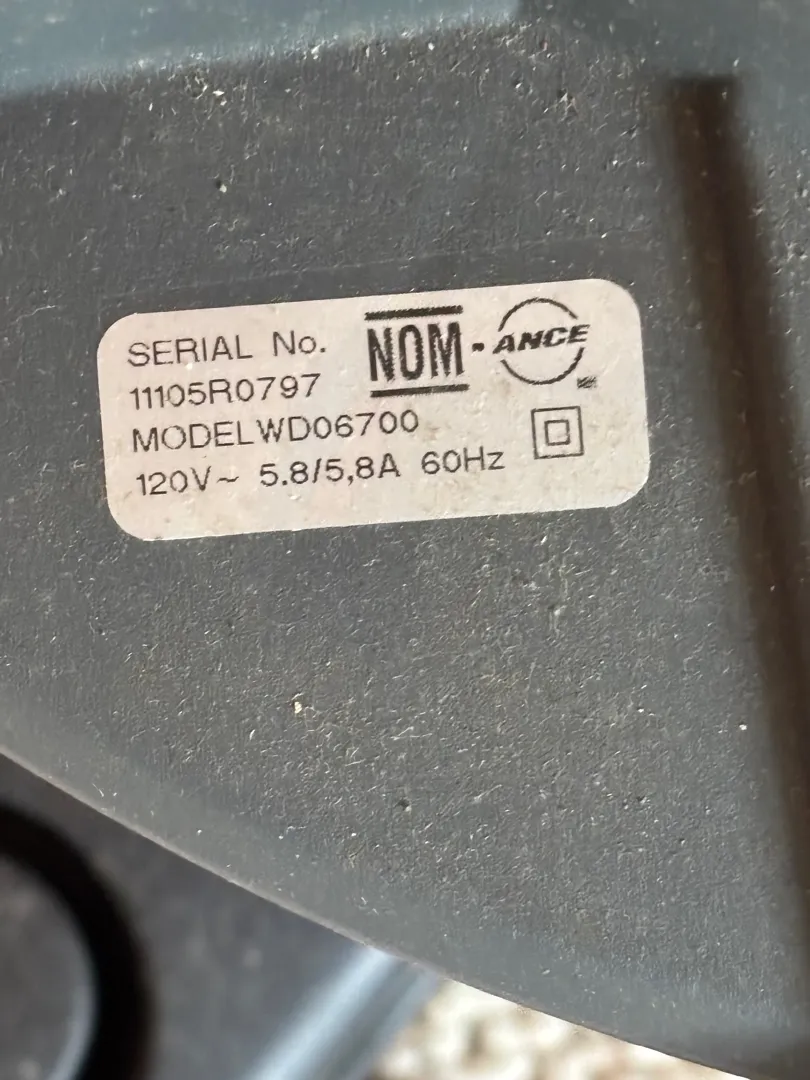 SERIAL No.
11105R0797
NOM-ANCE
MODELWD06700
120V~ 5.8/5,8A 60Hz